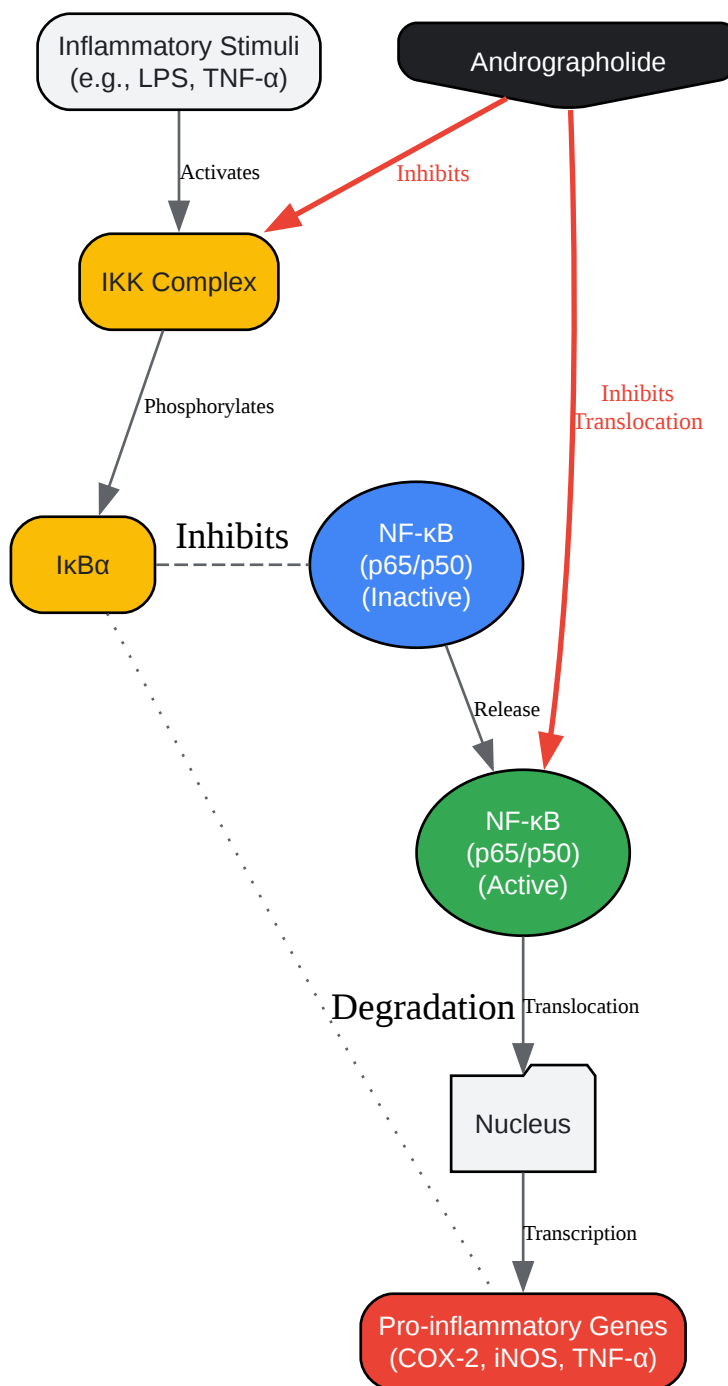 Inflammatory Stimuli
(e.g., LPS, TNF-α)
Andrographolide
Activates
Inhibits
IKK Complex
Phosphorylates
Inhibits
Translocation
IκBα
Inhibits
NF-κB
(p65/p50)
(Inactive)
Release
NF-κB
(p65/p50)
(Active)
Degradation
Translocation
Nucleus
Transcription
Pro-inflammatory Genes
(COX-2, iNOS, TNF-α)